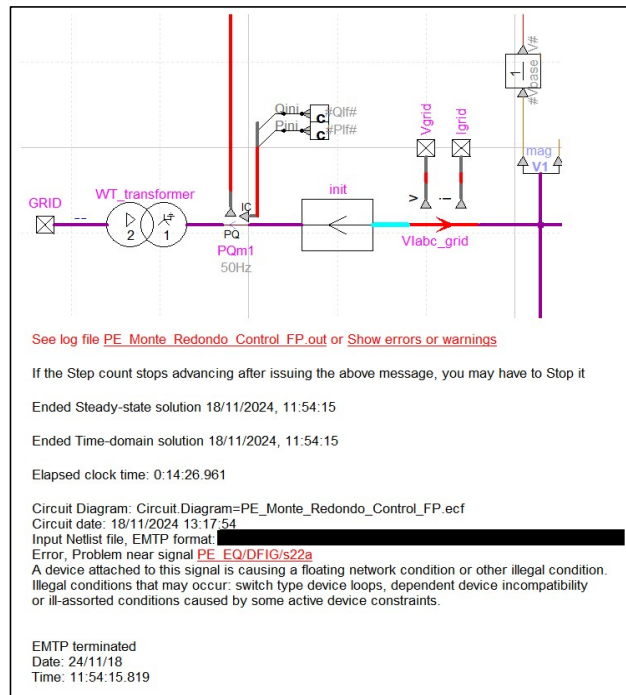 #Vbase_V#
1
Qini
C
#Qlf#
Pini
C
#Plf#
Vgrid
Igrid
mag
V1
GRID
--
WT_transformer
2
1
IC
PQ
PQm1
50Hz
init
v
i
VIabc_grid
See log file PE_Monte_Redondo_Control_FP.out or Show errors or warnings
If the Step count stops advancing after issuing the above message, you may have to Stop it
Ended Steady-state solution 18/11/2024, 11:54:15
Ended Time-domain solution 18/11/2024, 11:54:15
Elapsed clock time: 0:14:26.961
Circuit Diagram: Circuit.Diagram=PE_Monte_Redondo_Control_FP.ecf
Circuit date: 18/11/2024 13:17:54
Input Netlist file, EMTP format:
Error, Problem near signal PE_EQ/DFIG/s22a
A device attached to this signal is causing a floating network condition or other illegal condition.
Illegal conditions that may occur: switch type device loops, dependent device incompatibility
or ill-assorted conditions caused by some active device constraints.
EMTP terminated
Date: 24/11/18
Time: 11:54:15.819